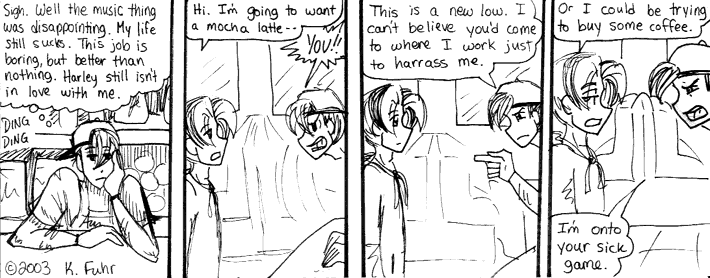 Sigh. Well the music thing
was disappointing. My life
still sucks. This job is
boring, but better than
nothing. Harley still isn't
in love with me.
DING
DING
©2003 K. Fuhr
Hi. I'm going to want
a mocha latte--
YOU!!
This is a new low. I
can't believe you'd come
to where I work just
to harrass me.
Or I could be trying
to buy some coffee.
I'm onto
your sick
game.